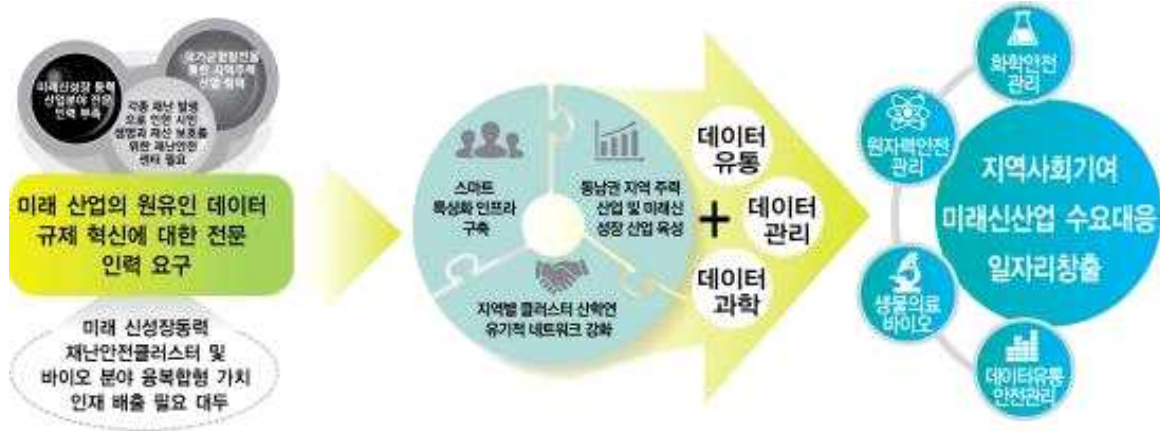 미래신성장 동력
산업분야 전문
인력 부족
국가균형발전을
통한 지역주력
산업 협력
각종 재난 발생
으로 인한 시민
생명과 재산 보호를
위한 재난안전
센터 필요
미래 산업의 원유인 데이터
규제 혁신에 대한 전문
인력 요구
미래 신성장동력
재난안전클러스터 및
바이오 분야 융복합형 가치
인재 배출 필요 대두
스마트
특성화 인프라
구축
동남권 지역 주력
산업 및 미래신
성장 산업 육성
지역별 클러스터 산학연
유기적 네트워크 강화
+
데이터
유통
데이터
관리
데이터
과학
화학안전
관리
원자력안전
관리
생물의료
바이오
데이터유통
안전관리
지역사회기여
미래신산업 수요대응
일자리창출